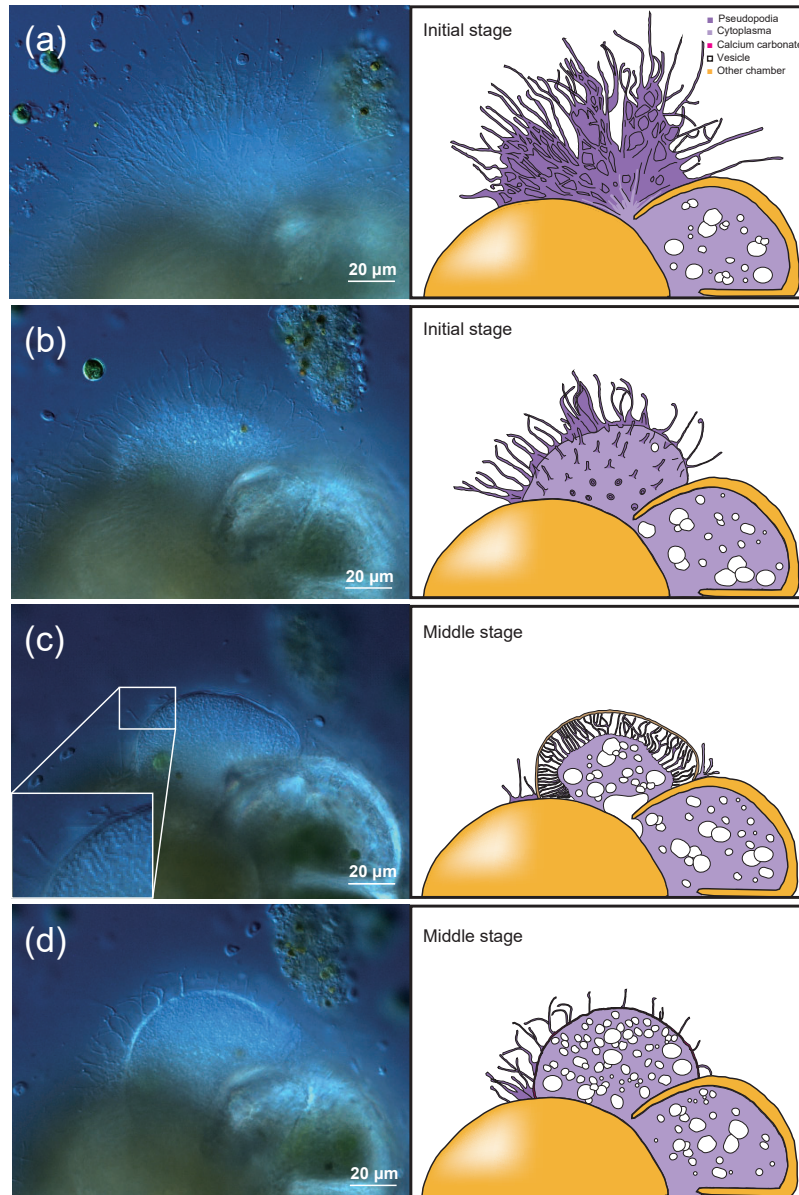 (a)
20 µm
Initial stage
Pseudopodia
Cytoplasma
Calcium carbonate
Vesicle
Other chamber
(b)
20 µm
Initial stage
(c)
20 µm
Middle stage
(d)
20 µm
Middle stage